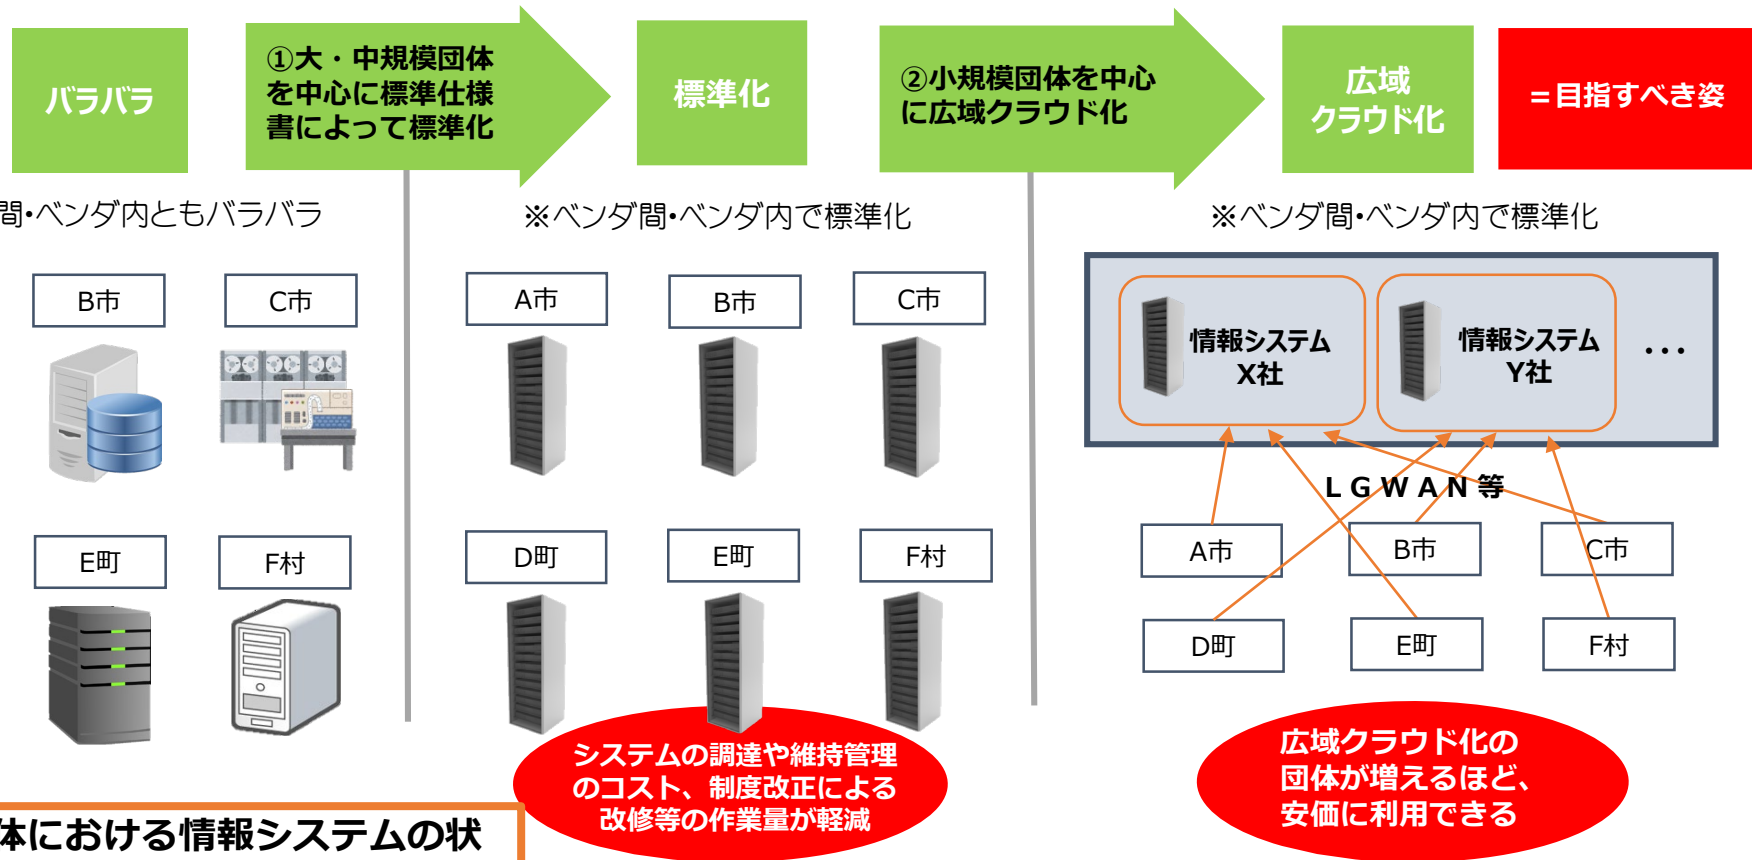 バラバラ
①大・中規模団体
を中心に標準仕様
書によって標準化
標準化
②小規模団体を中心
に広域クラウド化
広域
クラウド化
＝目指すべき姿
間・ベンダ内ともバラバラ
※ベンダ間・ベンダ内で標準化
※ベンダ間・ベンダ内で標準化
B市
C市
E町
F村
A市
B市
C市
D町
E町
F村
情報システム
X社
情報システム
Y社
・・・
ＬＧＷＡＮ等
A市
B市
C市
D町
E町
F村
システムの調達や維持管理
のコスト、制度改正による
改修等の作業量が軽減
広域クラウド化の
団体が増えるほど、
安価に利用できる
体における情報システムの状